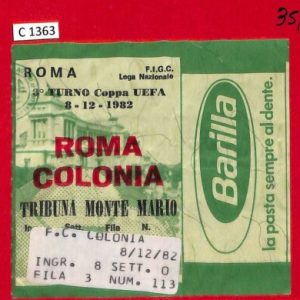 C 1363
35,
ROMA
F.I.G.C.
Lega Nazionale
3° TURNO Coppa UEFA
8-12-1982
ROMA
COLONIA
TRIBUNA MONTE MARIO
Sett. Fila N.
F.C. COLONIA
8/12/82
INGR. 8 SETT. O
FILA 3 NUM. 113
Barilla
la pasta sempre al dente.